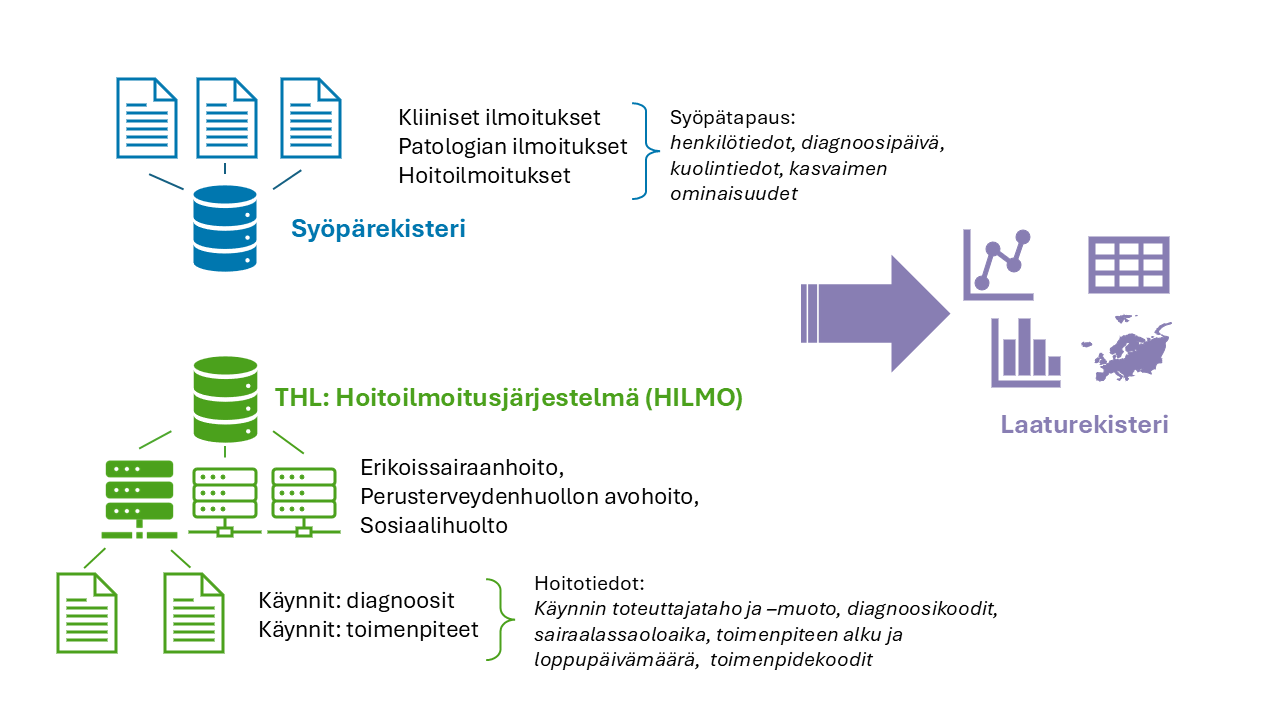 Kliiniset ilmoitukset
Patologian ilmoitukset
Hoitoilmoitukset
Syöpätapaus:
henkilötiedot, diagnoosipäivä,
kuolintiedot, kasvaimen
ominaisuudet
Syöpärekisteri
Laaturekisteri
THL: Hoitoilmoitusjärjestelmä (HILMO)
Erikoissairaanhoito,
Perusterveydenhuollon avohoito,
Sosiaalihuolto
Käynnit: diagnoosit
Käynnit: toimenpiteet
Hoitotiedot:
Käynnin toteuttajataho ja –muoto, diagnoosikoodit,
sairaalassaoloaika, toimenpiteen alku ja
loppupäivämäärä, toimenpidekoodit